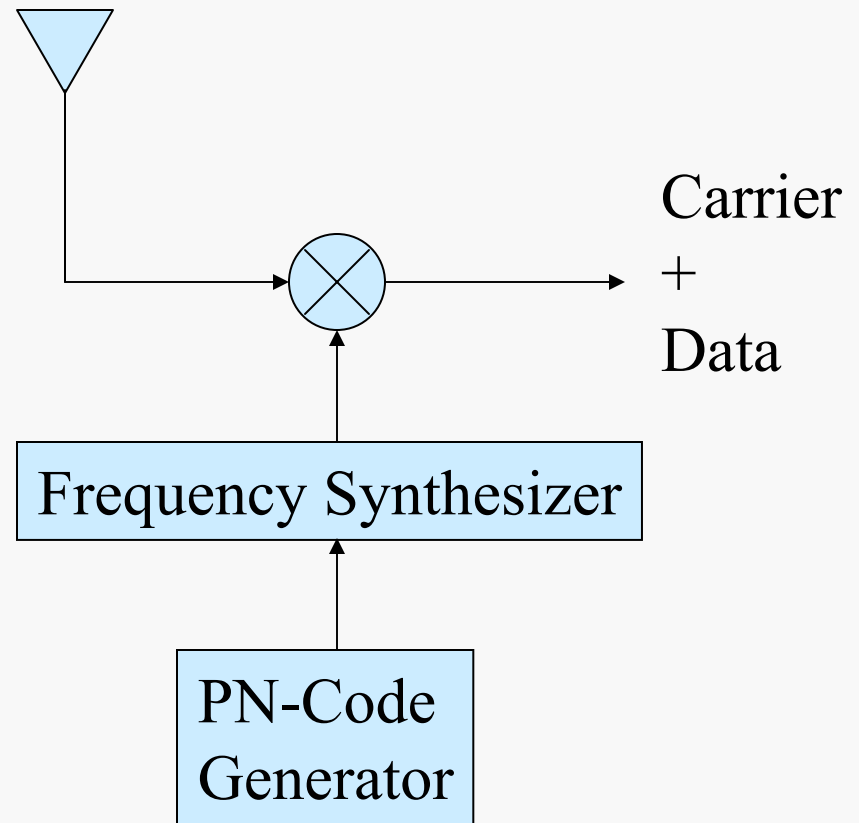 Carrier
+
Data
Frequency Synthesizer
PN-Code
Generator